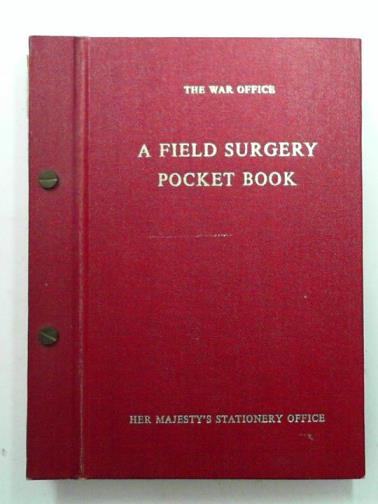 THE WAR OFFICE
A FIELD SURGERY
POCKET BOOK
HER MAJESTY'S STATIONERY OFFICE